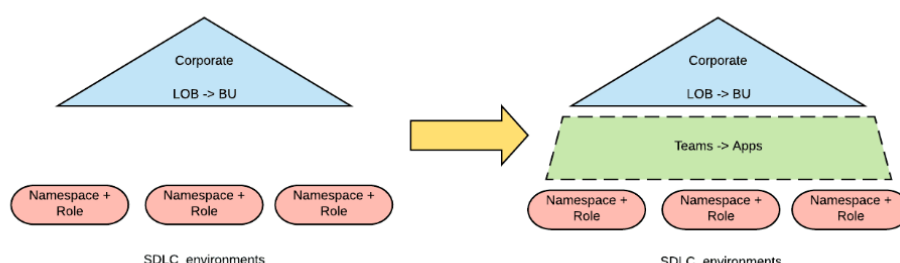 Corporate
LOB -> BU
Namespace +
Role
Namespace +
Role
Namespace +
Role
SDLC environments
Corporate
LOB -> BU
Teams -> Apps
Namespace +
Role
Namespace +
Role
Namespace +
Role
SDLC environments